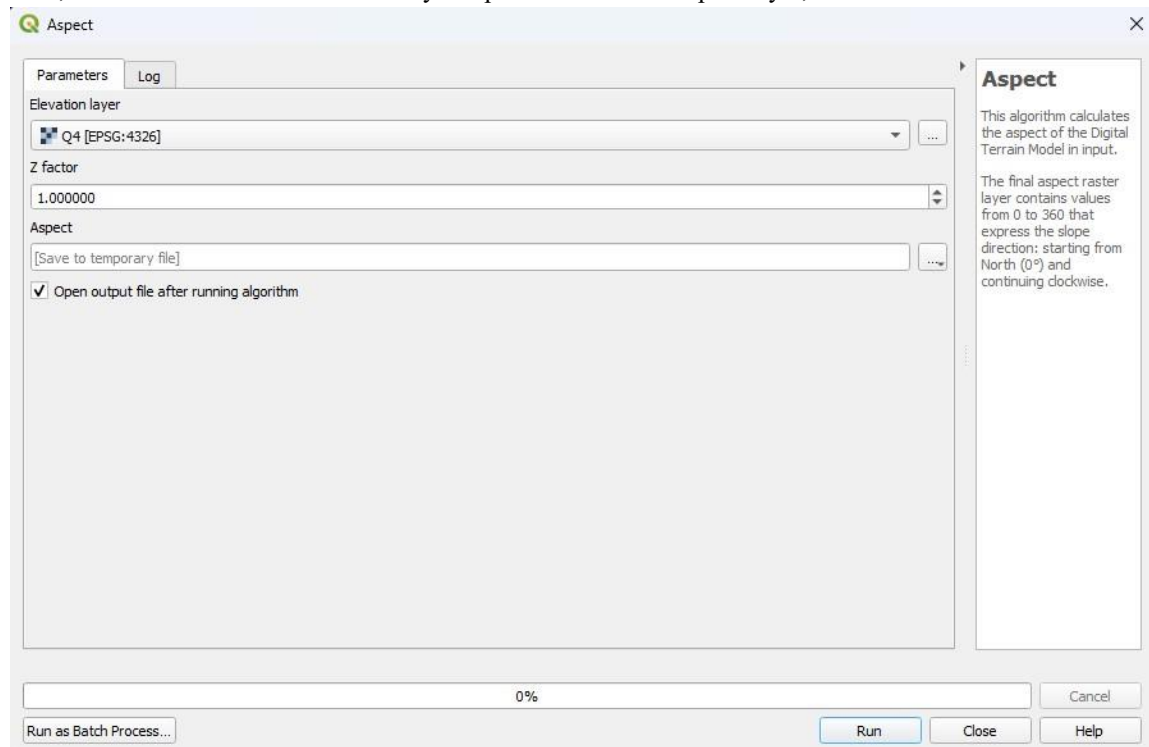 Aspect
Parameters
Log
Elevation layer
Q4 [EPSG:4326]
...
Z factor
1.000000
Aspect
[Save to temporary file]
...
Open output file after running algorithm
Aspect
This algorithm calculates
the aspect of the Digital
Terrain Model in input.
The final aspect raster
layer contains values
from 0 to 360 that
express the slope
direction: starting from
North (0°) and
continuing clockwise.
0%
Cancel
Run as Batch Process...
Run
Close
Help